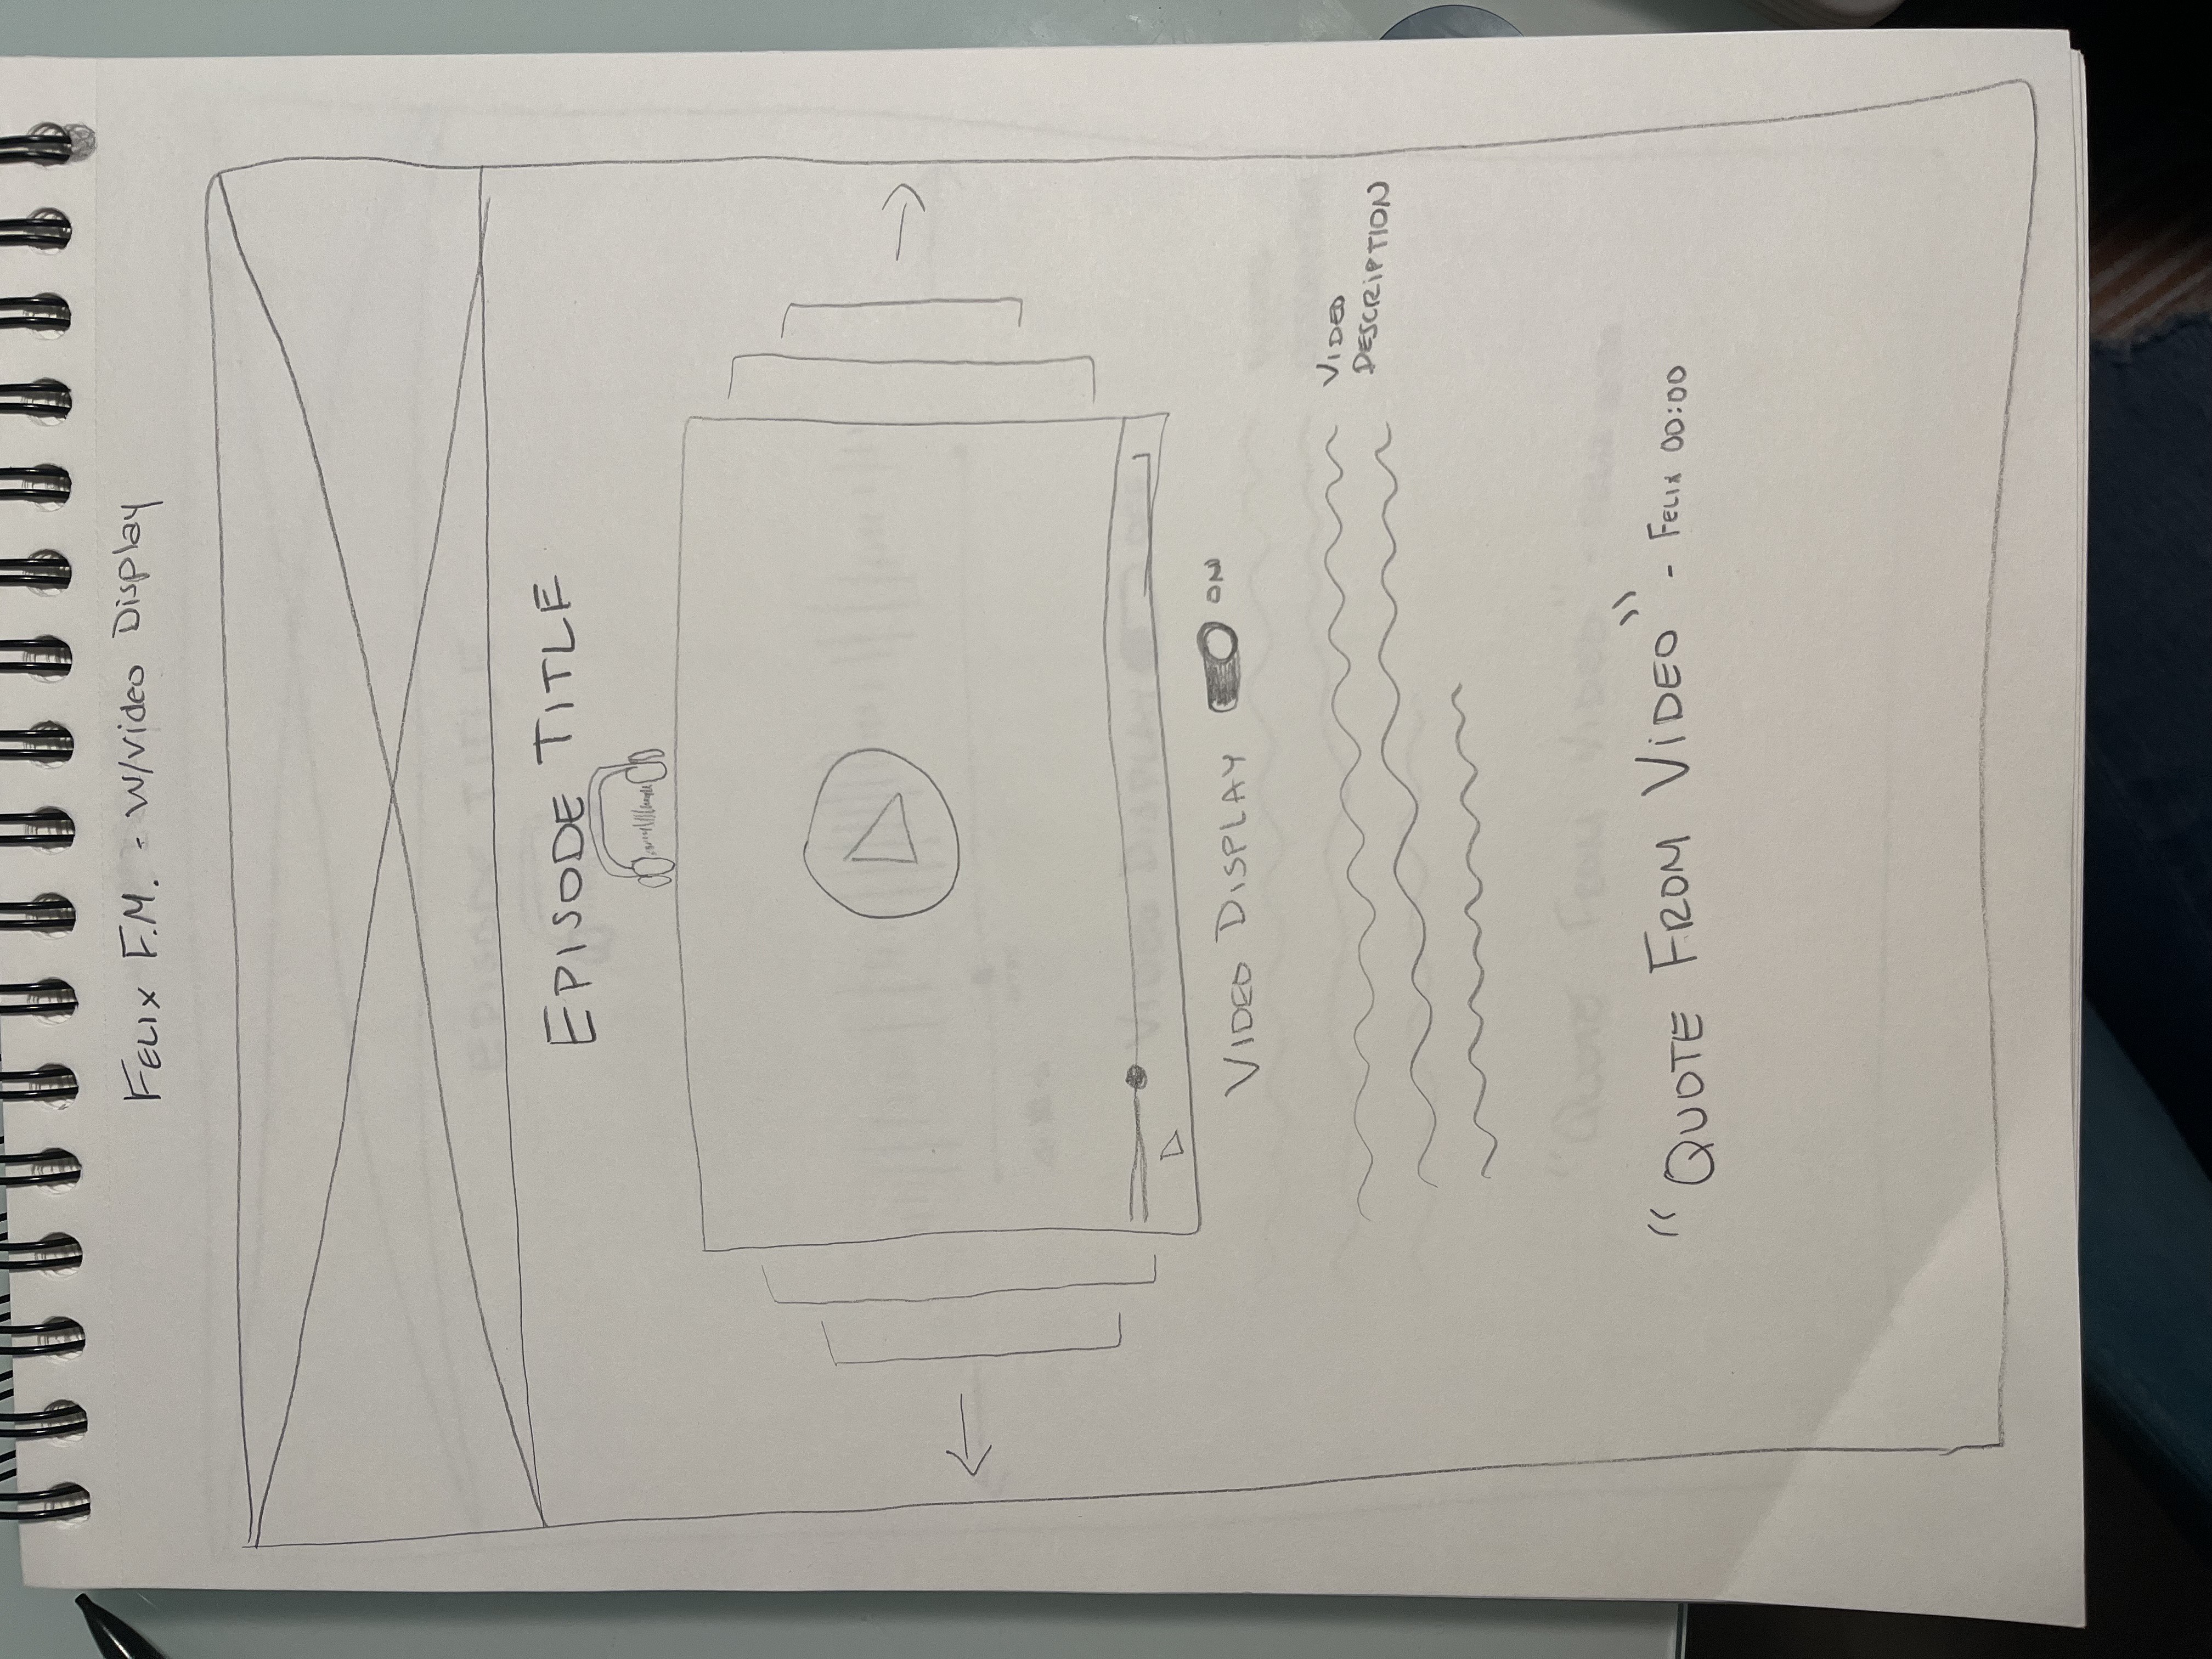 FELIX F.M. - W/Video Display
EPISODE TITLE
VIDEO DISPLAY ON
VIDEO
DESCRIPTION
"QUOTE FROM VIDEO" - FELIX 00:00